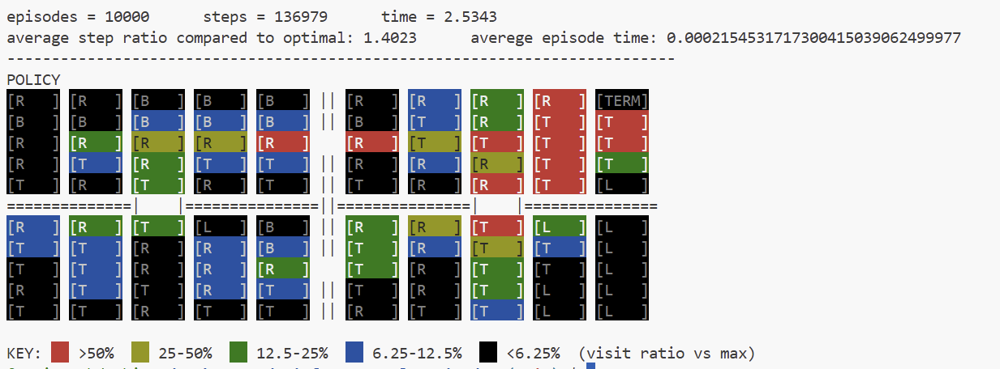 episodes = 10000      steps = 136979      time = 2.5343
average step ratio compared to optimal: 1.4023      averege episode time: 0.00021545317173004150390624999​77
---------------------------------------------------------------------------
POLICY
[R   ] [R   ] [B   ] [B   ] [B   ] || [R   ] [R   ] [R   ] [R   ] [TERM]
[B   ] [B   ] [B   ] [B   ] [B   ] || [B   ] [T   ] [R   ] [T   ] [T   ]
[R   ] [R   ] [R   ] [R   ] [R   ]    [R   ] [T   ] [T   ] [T   ] [T   ]
[R   ] [T   ] [R   ] [T   ] [T   ] || [R   ] [R   ] [R   ] [T   ] [T   ]
[T   ] [R   ] [T   ] [R   ] [T   ] || [T   ] [R   ] [R   ] [T   ] [L   ]
==============|    |===============||===============|    |===============
[R   ] [R   ] [T   ] [L   ] [B   ] || [R   ] [R   ] [T   ] [L   ] [L   ]
[T   ] [T   ] [R   ] [R   ] [B   ] || [T   ] [R   ] [T   ] [T   ] [L   ]
[T   ] [T   ] [R   ] [R   ] [R   ]    [T   ] [R   ] [T   ] [T   ] [L   ]
[R   ] [T   ] [T   ] [R   ] [T   ] || [T   ] [R   ] [T   ] [L   ] [L   ]
[T   ] [T   ] [R   ] [T   ] [T   ] || [R   ] [T   ] [T   ] [L   ] [L   ]
KEY: >50% 25-50% 12.5-25% 6.25-12.5% <6.25% (visit ratio vs max)